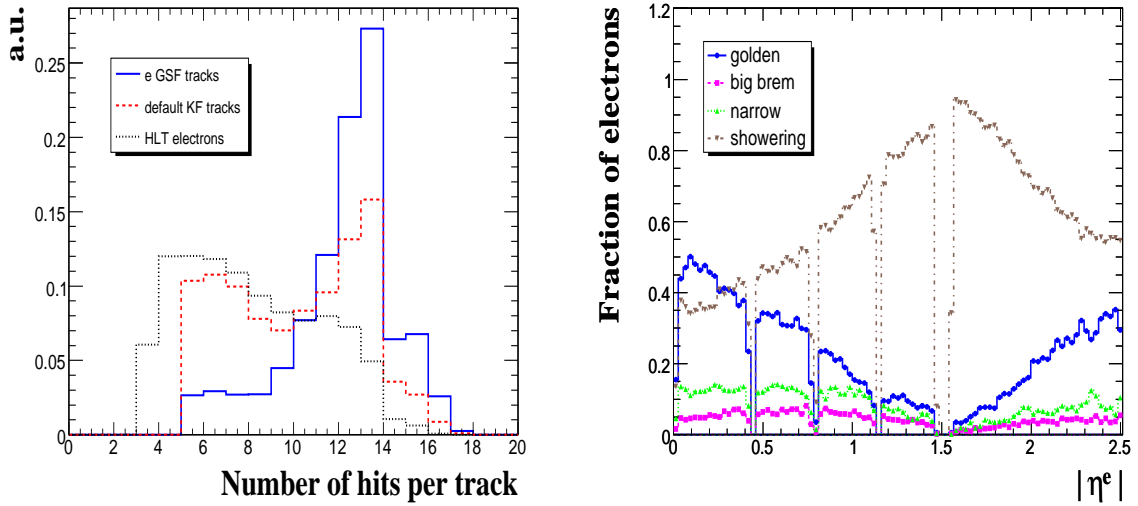 a.u.
0.25
0.2
0.15
0.1
0.05
0
0 2 4 6 8 10 12 14 16 18 20
Number of hits per track
e GSF tracks
default KF tracks
HLT electrons
Fraction of electrons
1.2
1
0.8
0.6
0.4
0.2
0
0 0.5 1 1.5 2 2.5
|ηᵉ|
golden
big brem
narrow
showering